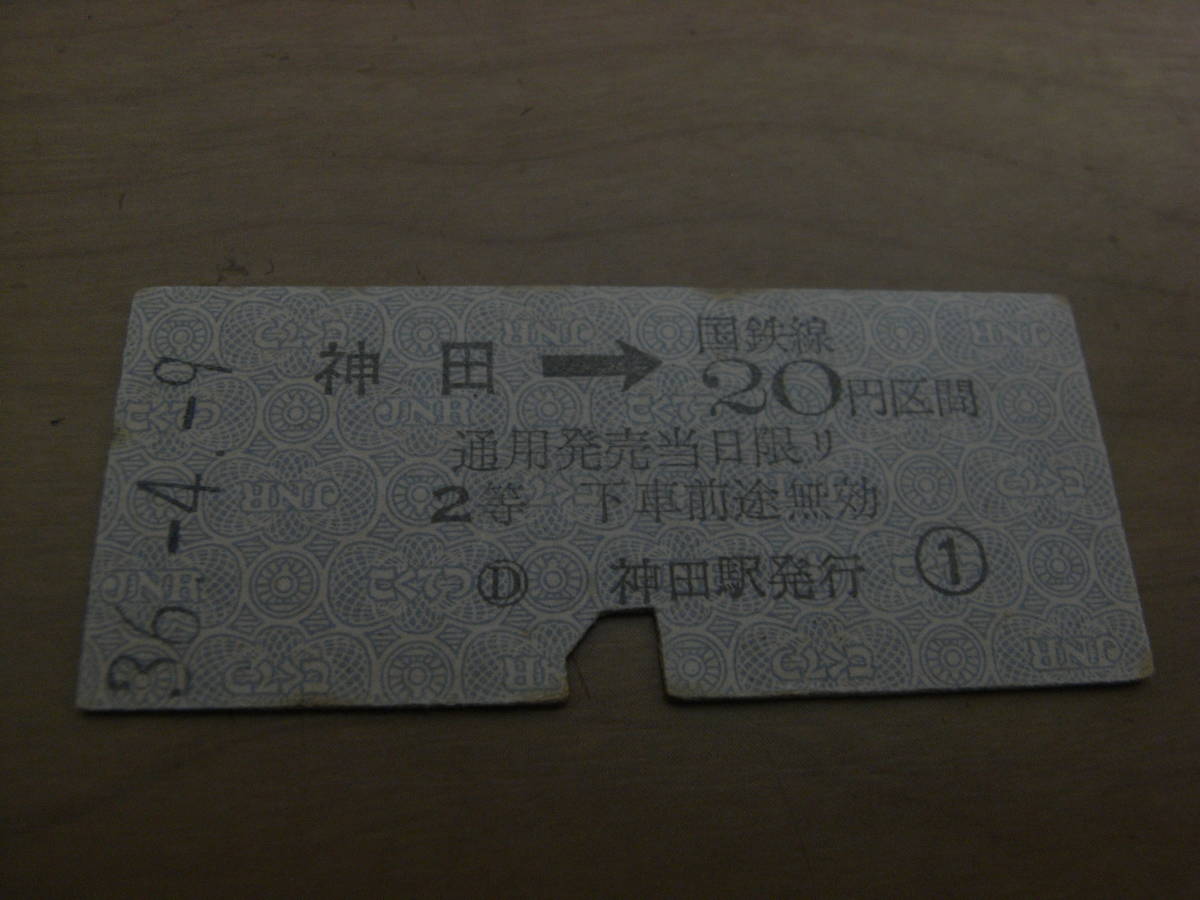 36.-4.-9
神田 → 国鉄線
20円区間
通用発売当日限り
2等 下車前途無効
Ⓓ 神田駅発行 ①